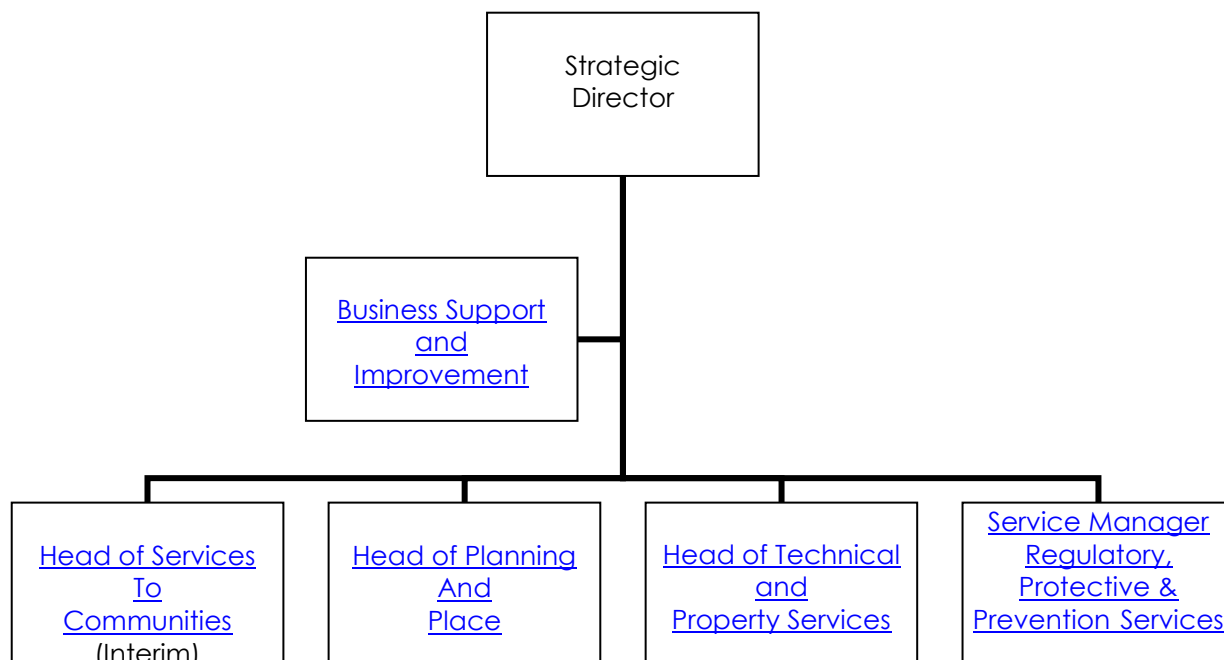 Strategic
Director
Business Support
and
Improvement
Head of Services
To
Communities
(Interim)
Head of Planning
And
Place
Head of Technical
and
Property Services
Service Manager
Regulatory,
Protective &
Prevention Services